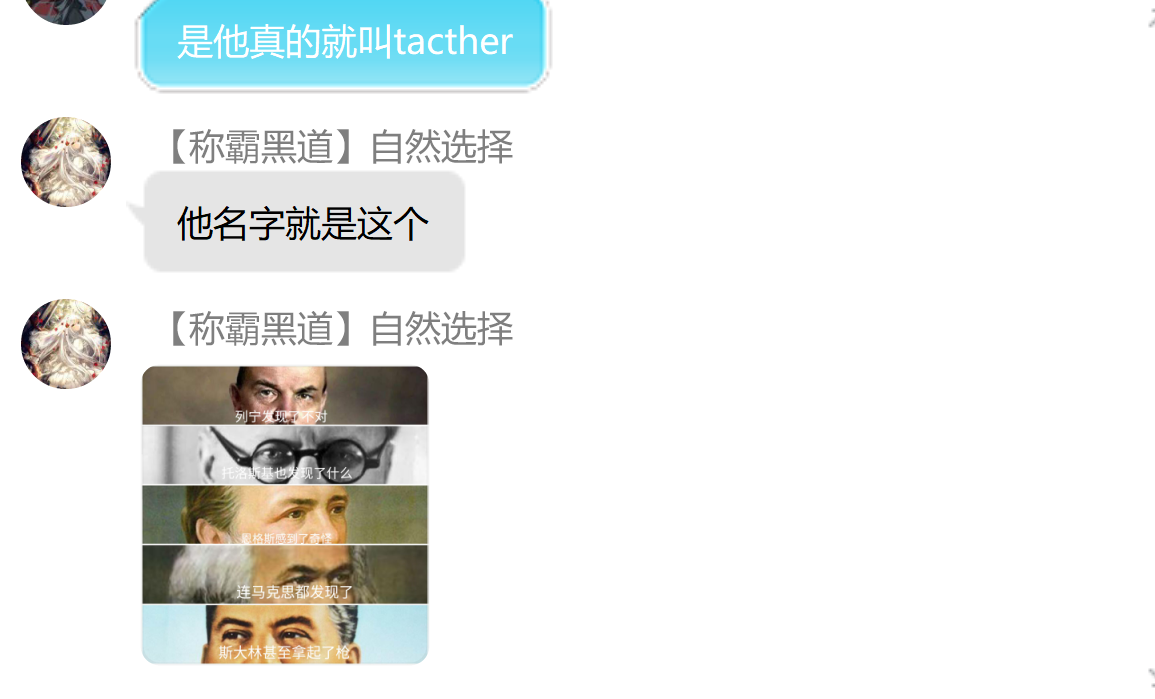 是他真的就叫tacther
【称霸黑道】自然选择
他名字就是这个
【称霸黑道】自然选择
列宁发现了不对
托洛斯基也发现了什么
恩格斯感到了奇怪
连马克思都发现了
斯大林甚至拿起了枪